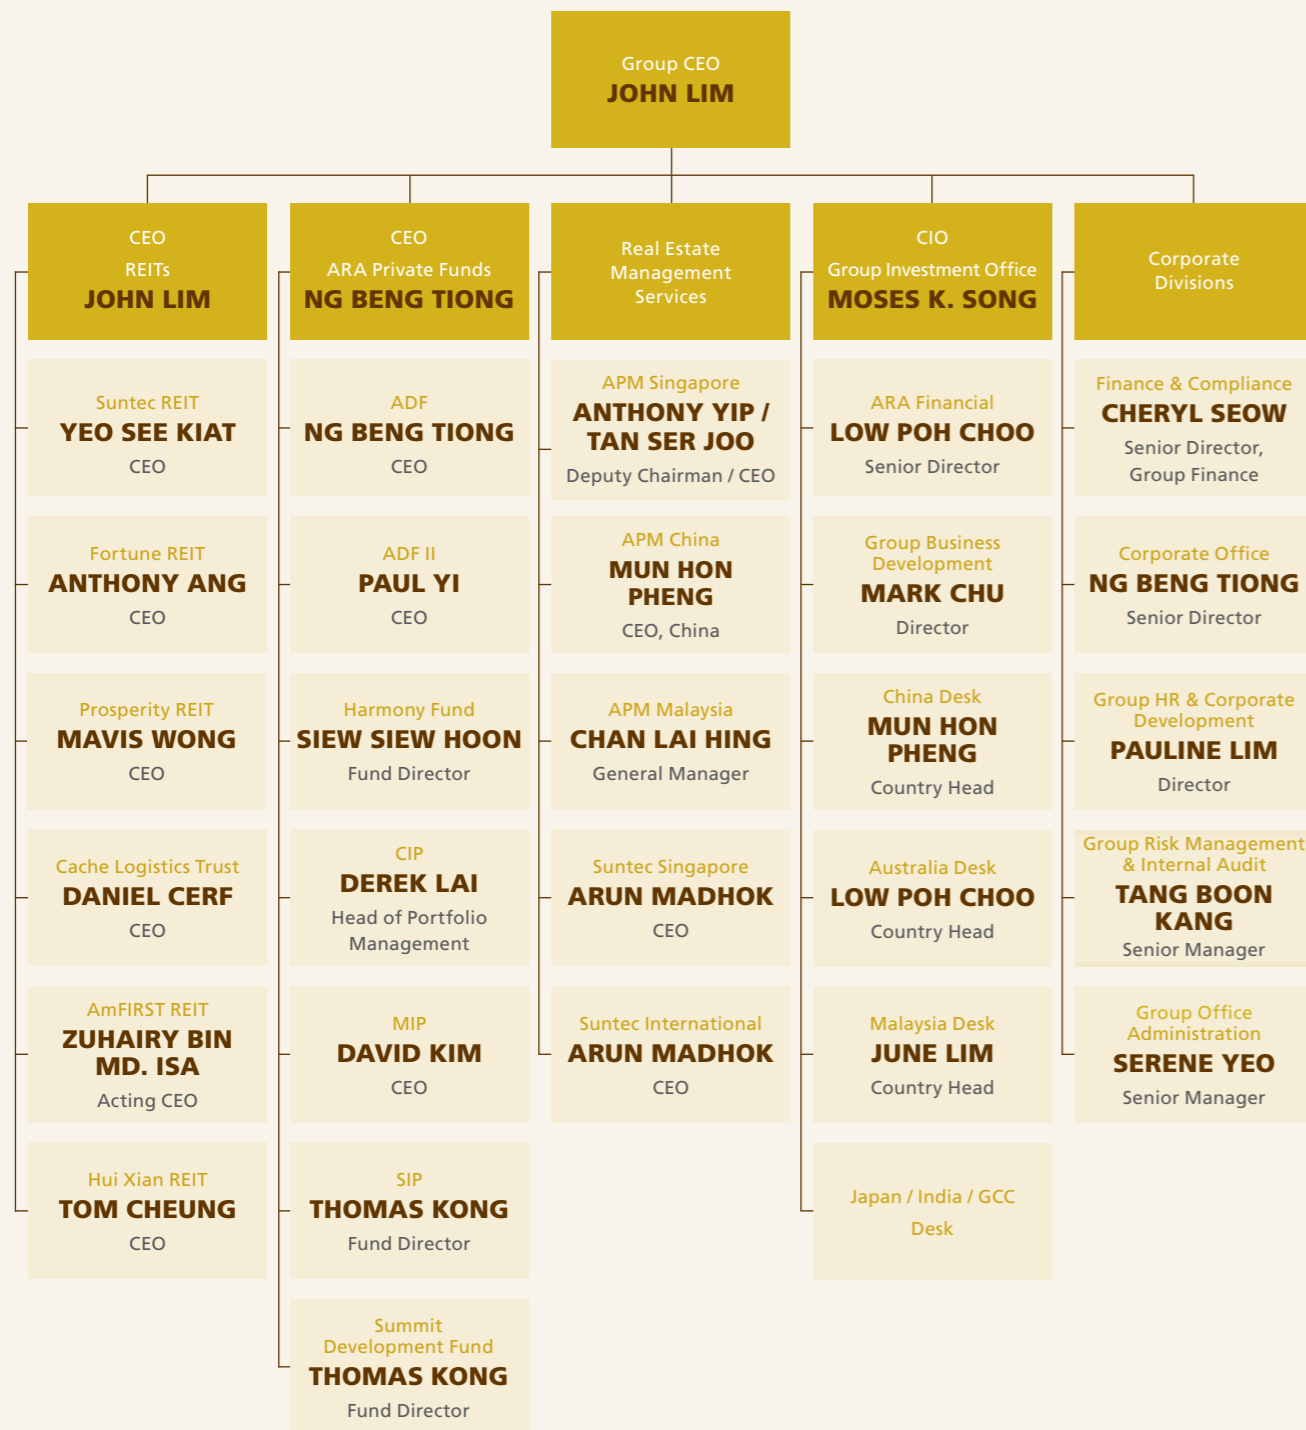 Group CEO
JOHN LIM
CEO
REITs
JOHN LIM
Suntec REIT
YEO SEE KIAT
CEO
Fortune REIT
ANTHONY ANG
CEO
Prosperity REIT
MAVIS WONG
CEO
Cache Logistics Trust
DANIEL CERF
CEO
AmFIRST REIT
ZUHAIRY BIN
MD. ISA
Acting CEO
Hui Xian REIT
TOM CHEUNG
CEO
CEO
ARA Private Funds
NG BENG TIONG
ADF
NG BENG TIONG
CEO
ADF II
PAUL YI
CEO
Harmony Fund
SIEW SIEW HOON
Fund Director
CIP
DEREK LAI
Head of Portfolio
Management
MIP
DAVID KIM
CEO
SIP
THOMAS KONG
Fund Director
Summit
Development Fund
THOMAS KONG
Fund Director
Real Estate
Management
Services
APM Singapore
ANTHONY YIP /
TAN SER JOO
Deputy Chairman / CEO
APM China
MUN HON
PHENG
CEO, China
APM Malaysia
CHAN LAI HING
General Manager
Suntec Singapore
ARUN MADHOK
CEO
Suntec International
ARUN MADHOK
CEO
CIO
Group Investment Office
MOSES K. SONG
ARA Financial
LOW POH CHOO
Senior Director
Group Business
Development
MARK CHU
Director
China Desk
MUN HON
PHENG
Country Head
Australia Desk
LOW POH CHOO
Country Head
Malaysia Desk
JUNE LIM
Country Head
Japan / India / GCC
Desk
Corporate
Divisions
Finance & Compliance
CHERYL SEOW
Senior Director,
Group Finance
Corporate Office
NG BENG TIONG
Senior Director
Group HR & Corporate
Development
PAULINE LIM
Director
Group Risk Management
& Internal Audit
TANG BOON
KANG
Senior Manager
Group Office
Administration
SERENE YEO
Senior Manager